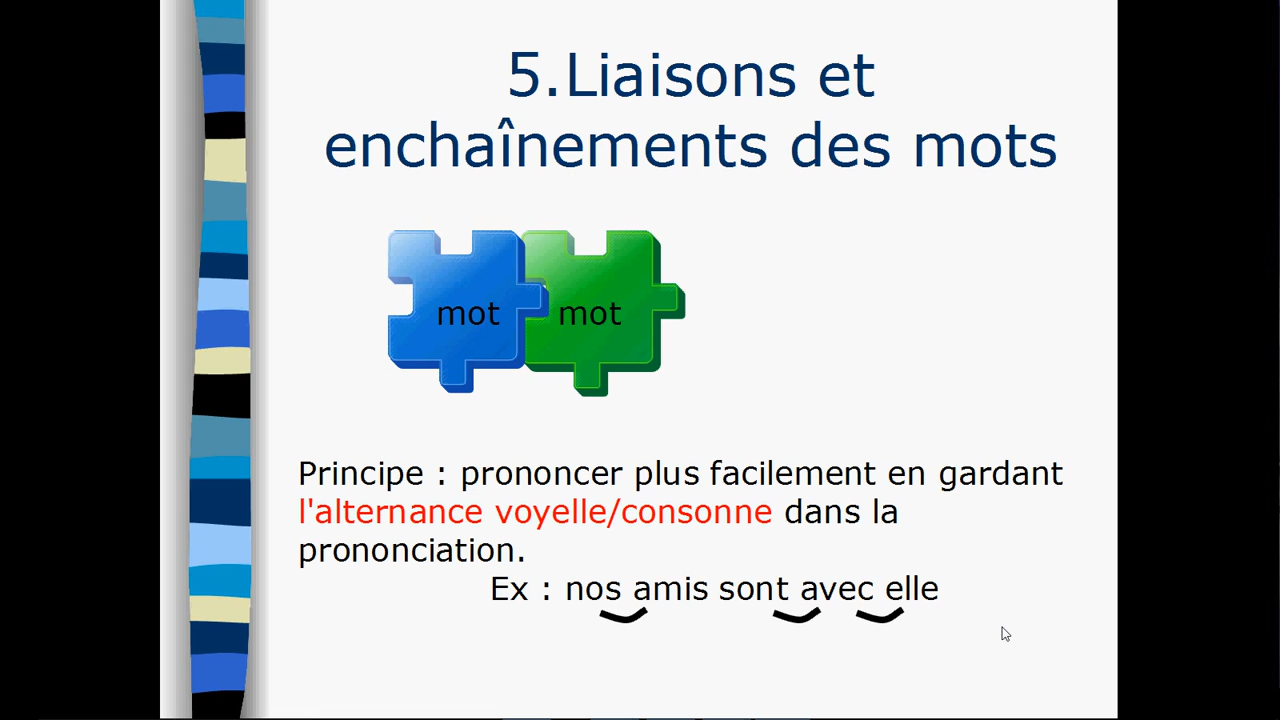 5.Liaisons et
enchaînements des mots
mot mot
Principe : prononcer plus facilement en gardant
l'alternance voyelle/consonne dans la
prononciation.
Ex : nos amis sont avec elle